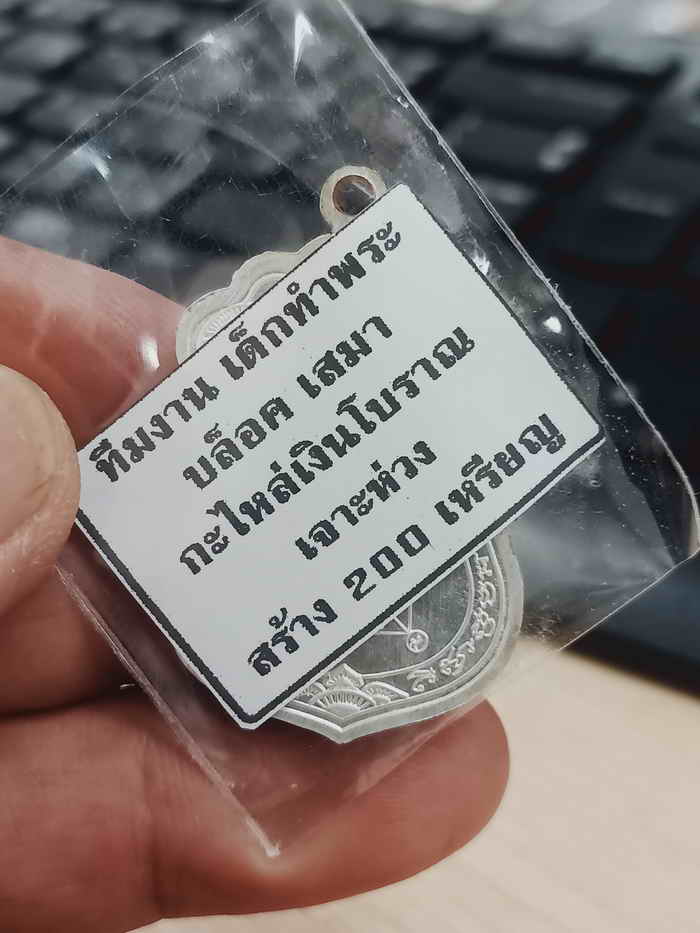 ทีมงาน เด็กทำพระ
บล็อค เสมา
กะไหล่เงินโบราณ
เจาะห่วง
สร้าง 200 เหรียญ